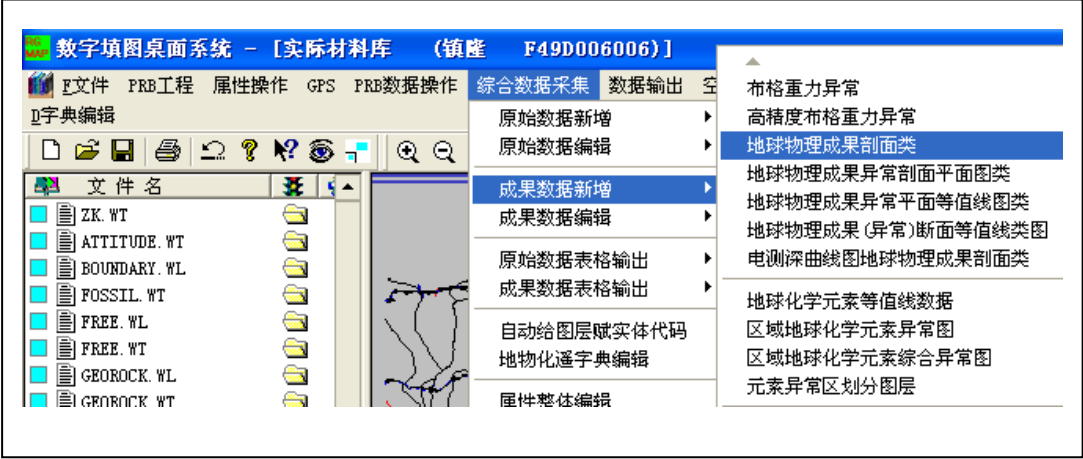 RG MAP 数字填图桌面系统 - [实际材料库 (镇隆 F49D006006)]
F文件 PRB工程 属性操作 GPS PRB数据操作 综合数据采集 数据输出
D字典编辑
文件名
ZK.WT
ATTITUDE.WT
BOUNDARY.WL
FOSSIL.WT
FREE.WL
FREE.WT
GEOROCK.WL
GEOROCK.WT
原始数据新增
原始数据编辑
成果数据新增
成果数据编辑
原始数据表格输出
成果数据表格输出
自动给图层赋实体代码
地物化遥字典编辑
属性整体编辑
布格重力异常
高精度布格重力异常
地球物理成果剖面类
地球物理成果异常剖面平面图类
地球物理成果异常平面等值线图类
地球物理成果(异常)断面等值线类图
电测深曲线图地球物理成果剖面类
地球化学元素等值线数据
区域地球化学元素异常图
区域地球化学元素综合异常图
元素异常区划分图层